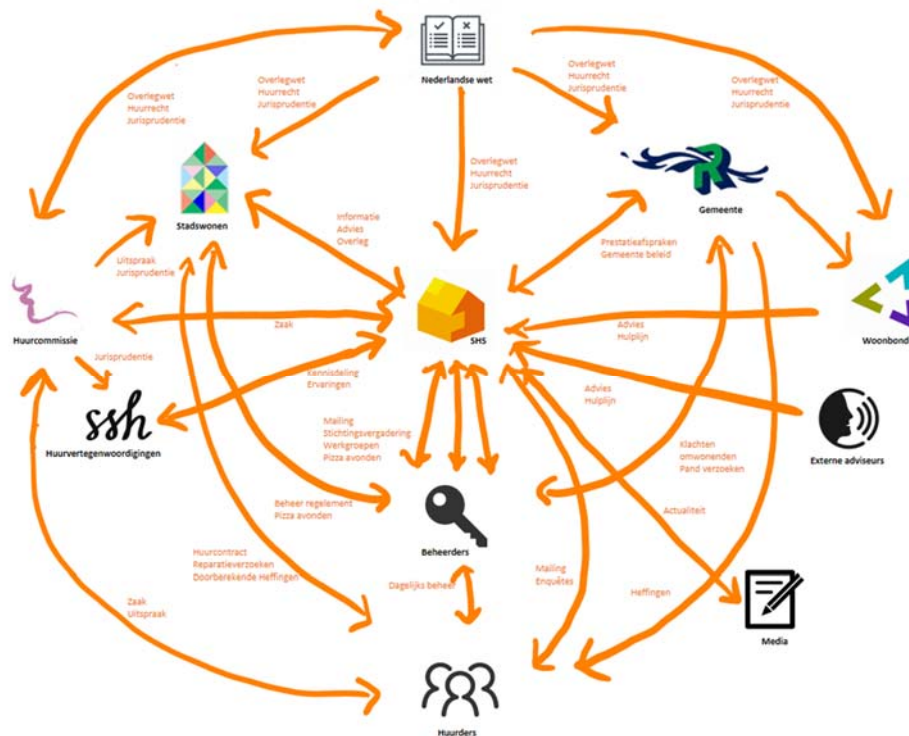 Nederlandse wet
Overlegwet
Huurrecht
Jurisprudentie
Overlegwet
Huurrecht
Jurisprudentie
Overlegwet
Huurrecht
Jurisprudentie
Overlegwet
Huurrecht
Jurisprudentie
Overlegwet
Huurrecht
Jurisprudentie
Stadswonen
R
Gemeente
Informatie
Advies
Overleg
Prestatieafspraken
Gemeente beleid
Uitspraak
Jurisprudentie
Huurcommissie
Zaak
SHS
Advies
Hulplijn
Woonbond
Jurisprudentie
Kennisdeling
Ervaringen
Advies
Hulplijn
ssh
Huurvertegenwoordigingen
Mailing
Stichtingsvergadering
Werkgroepen
Pizza avonden
Klachten
omwonenden
Pand verzoeken
Externe adviseurs
Beheer regelement
Pizza avonden
Beheerders
Actualiteit
Huurcontract
Reparatieverzoeken
Doorberekende Heffingen
Dagelijks beheer
Mailing
Enquêtes
Heffingen
Zaak
Uitspraak
Media
Huurders